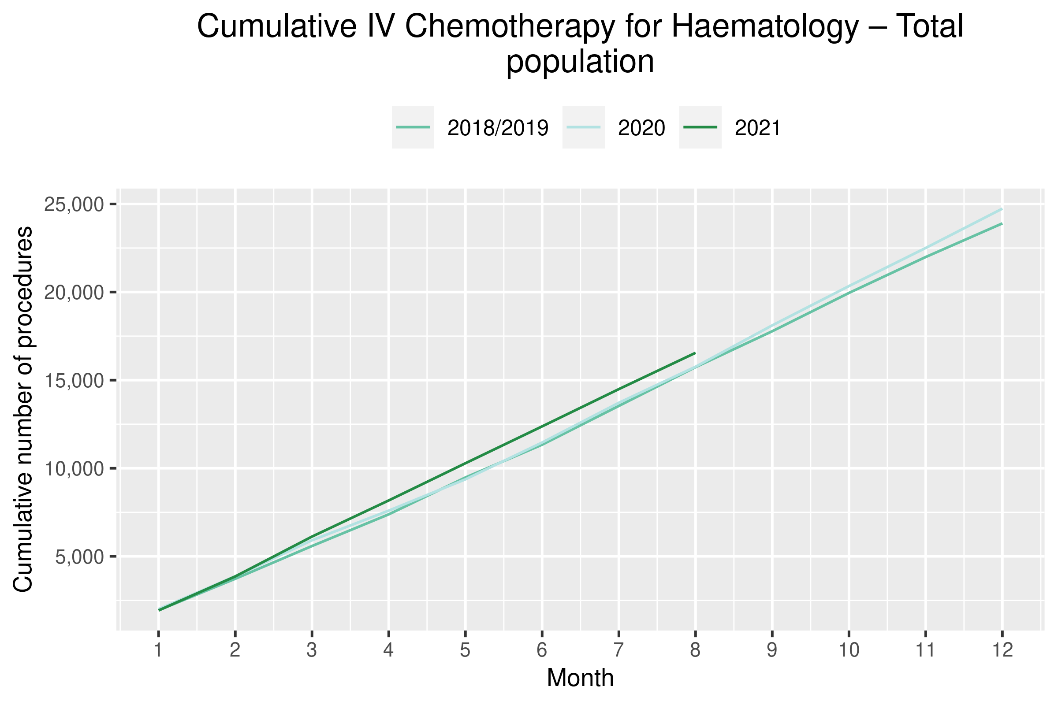 Cumulative IV Chemotherapy for Haematology – Total
population
2018/2019 2020 2021
Cumulative number of procedures
25,000
20,000
15,000
10,000
5,000
1 2 3 4 5 6 7 8 9 10 11 12
Month